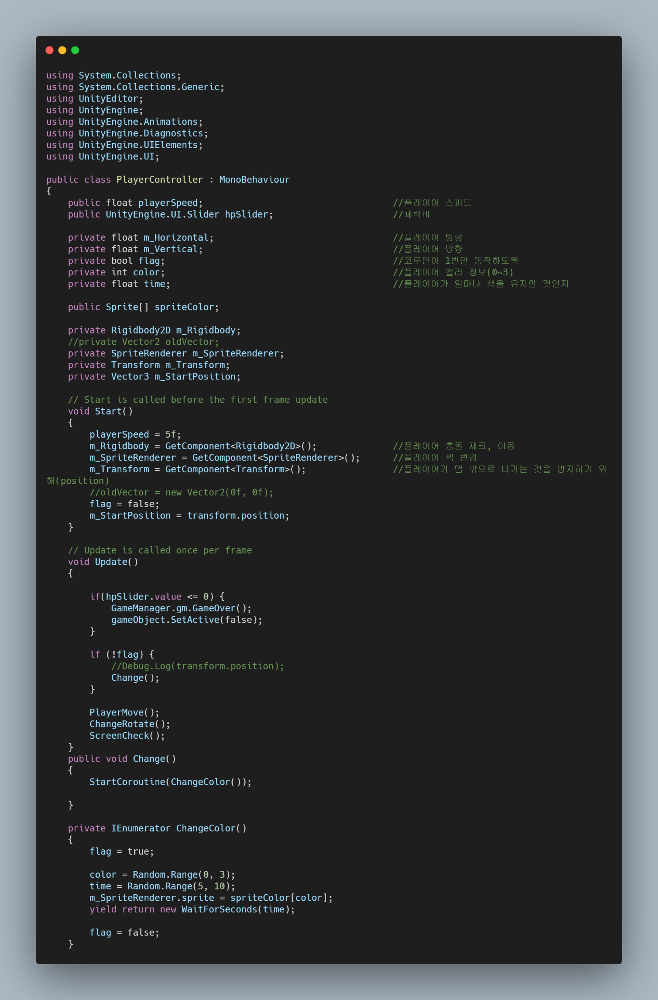 using System.Collections;
using System.Collections.Generic;
using UnityEditor;
using UnityEngine;
using UnityEngine.Animations;
using UnityEngine.Diagnostics;
using UnityEngine.UIElements;
using UnityEngine.UI;

public class PlayerController : MonoBehaviour
{
    public float playerSpeed;                                   //플레이어 스피드
    public UnityEngine.UI.Slider hpSlider;                      //체력바

    private float m_Horizontal;                                 //플레이어 방향
    private float m_Vertical;                                   //플레이어 방향
    private bool flag;                                          //코루틴이 1번만 동작하도록
    private int color;                                          //플레이어 컬러 정보(0~3)
    private float time;                                         //플레이어가 얼마나 색을 유지할 것인지

    public Sprite[] spriteColor;

    private Rigidbody2D m_Rigidbody;
    //private Vector2 oldVector;
    private SpriteRenderer m_SpriteRenderer;
    private Transform m_Transform;
    private Vector3 m_StartPosition;

    // Start is called before the first frame update
    void Start()
    {
        playerSpeed = 5f;
        m_Rigidbody = GetComponent<Rigidbody2D>();              //플레이어 충돌 체크, 이동
        m_SpriteRenderer = GetComponent<SpriteRenderer>();      //플레이어 색 변경
        m_Transform = GetComponent<Transform>();                //플레이어가 맵 밖으로 나가는 것을 방지하기 위
해(position)
        //oldVector = new Vector2(0f, 0f);
        flag = false;
        m_StartPosition = transform.position;
    }

    // Update is called once per frame
    void Update()
    {

        if(hpSlider.value <= 0) {
            GameManager.gm.GameOver();
            gameObject.SetActive(false);
        }

        if (!flag) {
            //Debug.Log(transform.position);
            Change();
        }

        PlayerMove();
        ChangeRotate();
        ScreenCheck();
    }
    public void Change()
    {
        StartCoroutine(ChangeColor());

    }

    private IEnumerator ChangeColor()
    {
        flag = true;

        color = Random.Range(0, 3);
        time = Random.Range(5, 10);
        m_SpriteRenderer.sprite = spriteColor[color];
        yield return new WaitForSeconds(time);

        flag = false;
    }